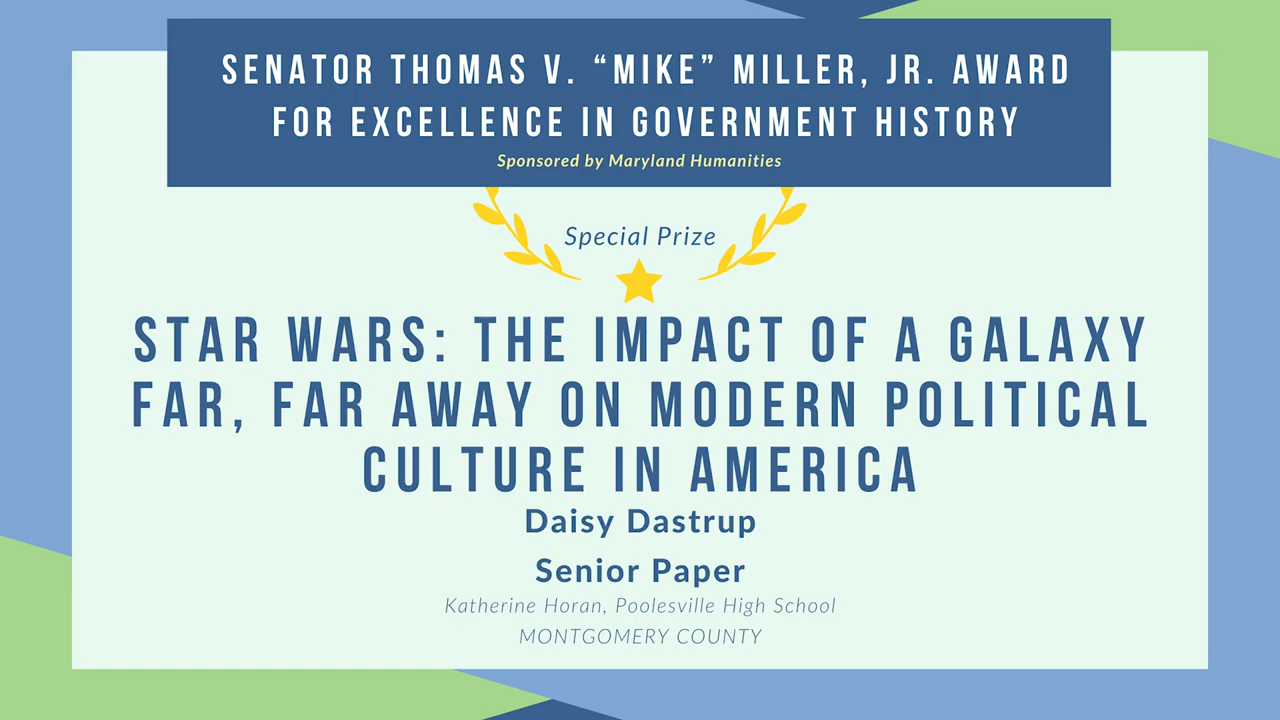 SENATOR THOMAS V. “MIKE” MILLER, JR. AWARD
FOR EXCELLENCE IN GOVERNMENT HISTORY
Sponsored by Maryland Humanities
Special Prize
STAR WARS: THE IMPACT OF A GALAXY
FAR, FAR AWAY ON MODERN POLITICAL
CULTURE IN AMERICA
Daisy Dastrup
Senior Paper
Katherine Horan, Poolesville High School
MONTGOMERY COUNTY